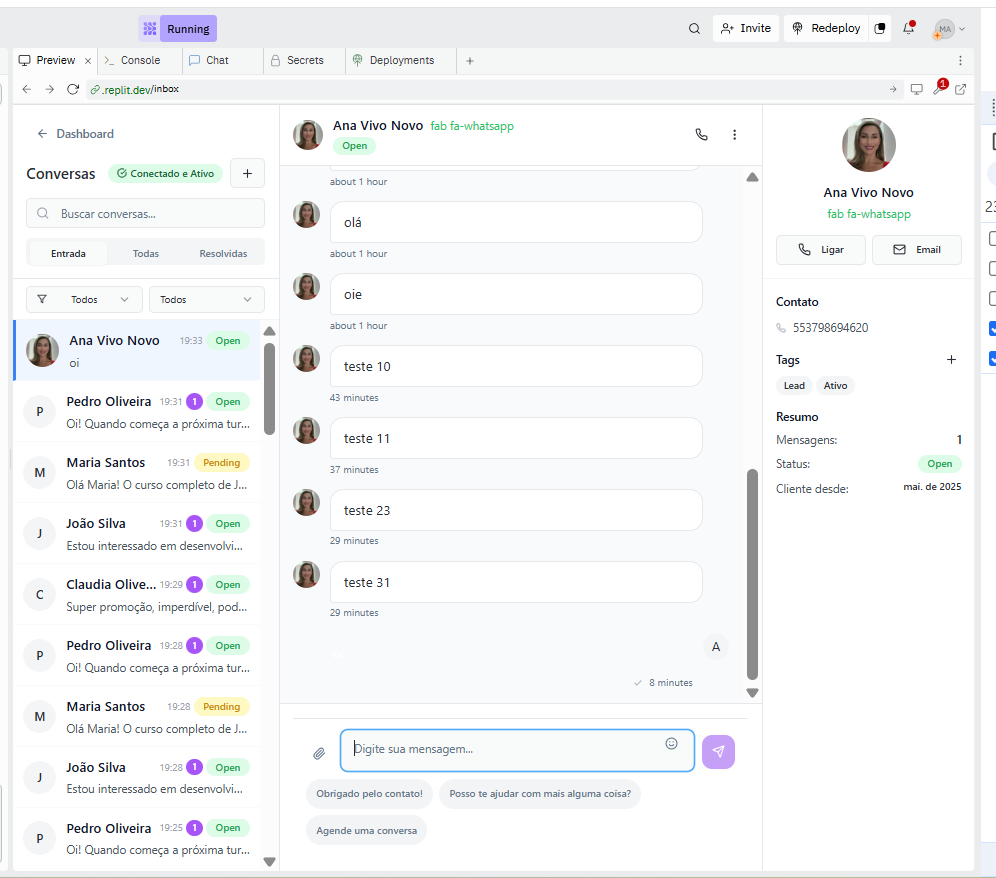 Running
Invite
Redeploy
MA
Preview
Console
Chat
Secrets
Deployments
.replit.dev/inbox
1
Dashboard
Conversas
Conectado e Ativo
Buscar conversas...
Entrada
Todas
Resolvidas
Todos
Todos
Ana Vivo Novo 19:33 Open
oi
P
Pedro Oliveira 19:31 1 Open
Oi! Quando começa a próxima tur...
M
Maria Santos 19:31 Pending
Olá Maria! O curso completo de J...
J
João Silva 19:31 1 Open
Estou interessado em desenvolvi...
C
Claudia Olive... 19:29 1 Open
Super promoção, imperdível, pod...
P
Pedro Oliveira 19:28 1 Open
Oi! Quando começa a próxima tur...
M
Maria Santos 19:28 Pending
Olá Maria! O curso completo de J...
J
João Silva 19:28 1 Open
Estou interessado em desenvolvi...
P
Pedro Oliveira 19:25 1 Open
Oi! Quando começa a próxima tur...
Ana Vivo Novo fab fa-whatsapp
Open
about 1 hour
olá
about 1 hour
oie
about 1 hour
teste 10
43 minutes
teste 11
37 minutes
teste 23
29 minutes
teste 31
29 minutes
A
8 minutes
Digite sua mensagem...
Obrigado pelo contato!
Posso te ajudar com mais alguma coisa?
Agende uma conversa
Ana Vivo Novo
fab fa-whatsapp
Ligar
Email
Contato
553798694620
Tags
Lead
Ativo
Resumo
Mensagens: 1
Status: Open
Cliente desde: mai. de 2025